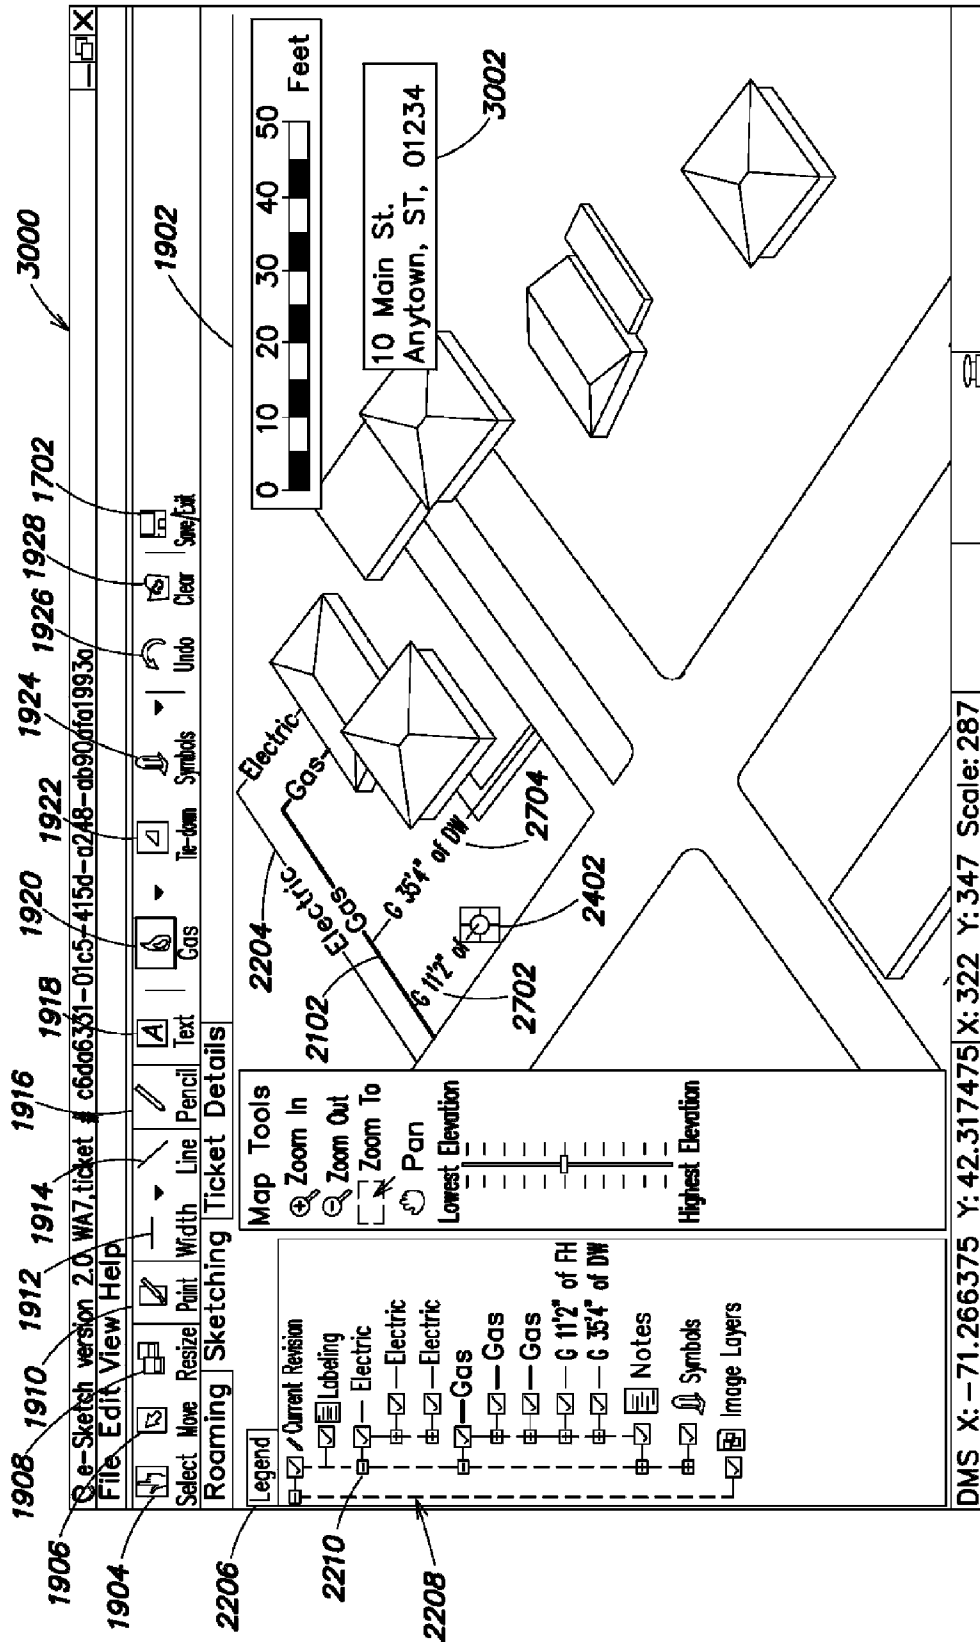 3000
e-Sketch version 2.0 WA7, ticket # c6da6331-01c5-415d-a248-ab90afa1993a
File Edit View Help
1904
1906
1908
1910
1912
1914
1916
1918
1920
1922
1924
1926
1928
1702
1902
Select Move Resize Paint Width Line Pencil Text Gas Tie-down Symbols Undo Clear Save/Exit
Roaming Sketching Ticket Details
2206
Legend
Current Revision
Labeling
Electric
Electric
Electric
Gas
Gas
Gas
G 11'2" of FH
G 35'4" of DW
Notes
Symbols
Image Layers
2210
2208
Map Tools
Zoom In
Zoom Out
Zoom To
Pan
Lowest Elevation
Highest Elevation
2204
2102
Electric
Electric
Gas
Gas
G 35'4" of DW
G 11'2" of
2702
2402
2704
0 10 20 30 40 50
Feet
10 Main St.
Anytown, ST, 01234
3002
DMS X: -71.266375 Y: 42.317475 X: 322 Y: 347 Scale: 287